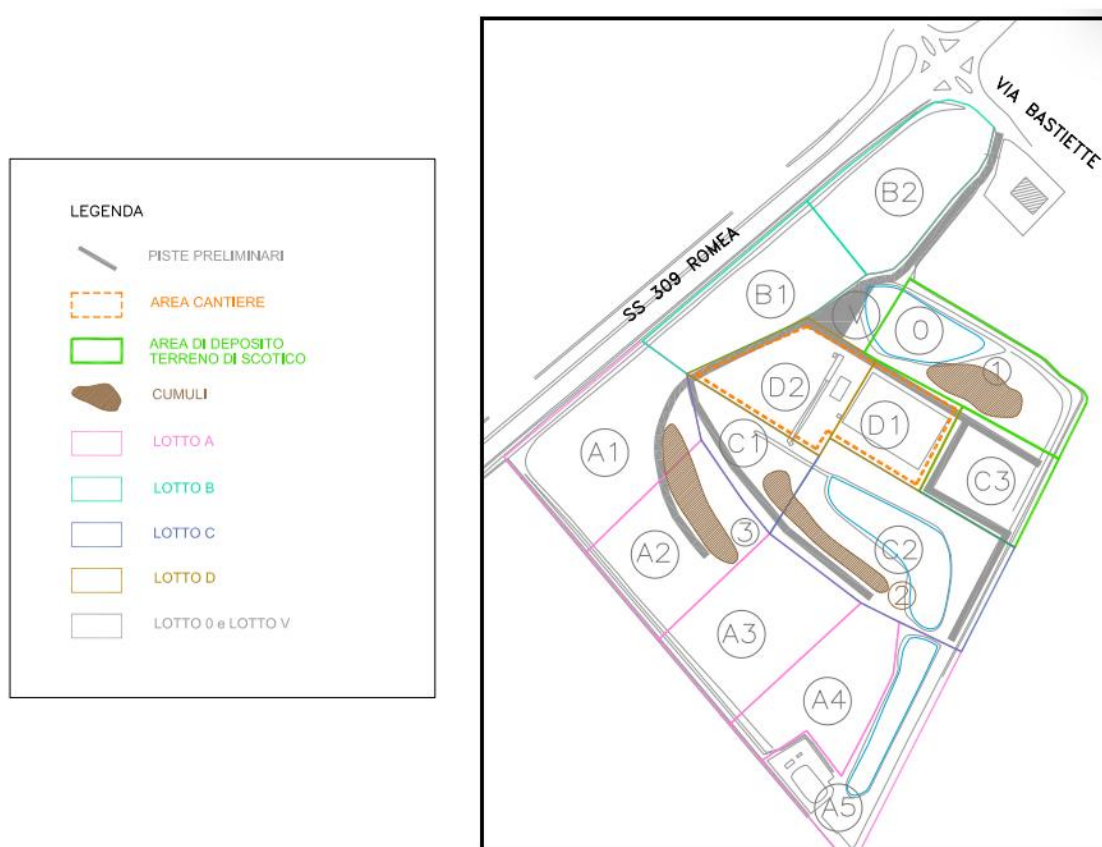 LEGENDA
PISTE PRELIMINARI
AREA CANTIERE
AREA DI DEPOSITO
TERRENO DI SCOTICO
CUMULI
LOTTO A
LOTTO B
LOTTO C
LOTTO D
LOTTO 0 e LOTTO V
VIA BASTIETTE
SS 309 ROMEA
B2
B1
V
0
1
D2
D1
A1
C1
C3
3
A2
C2
2
A3
A4
A5